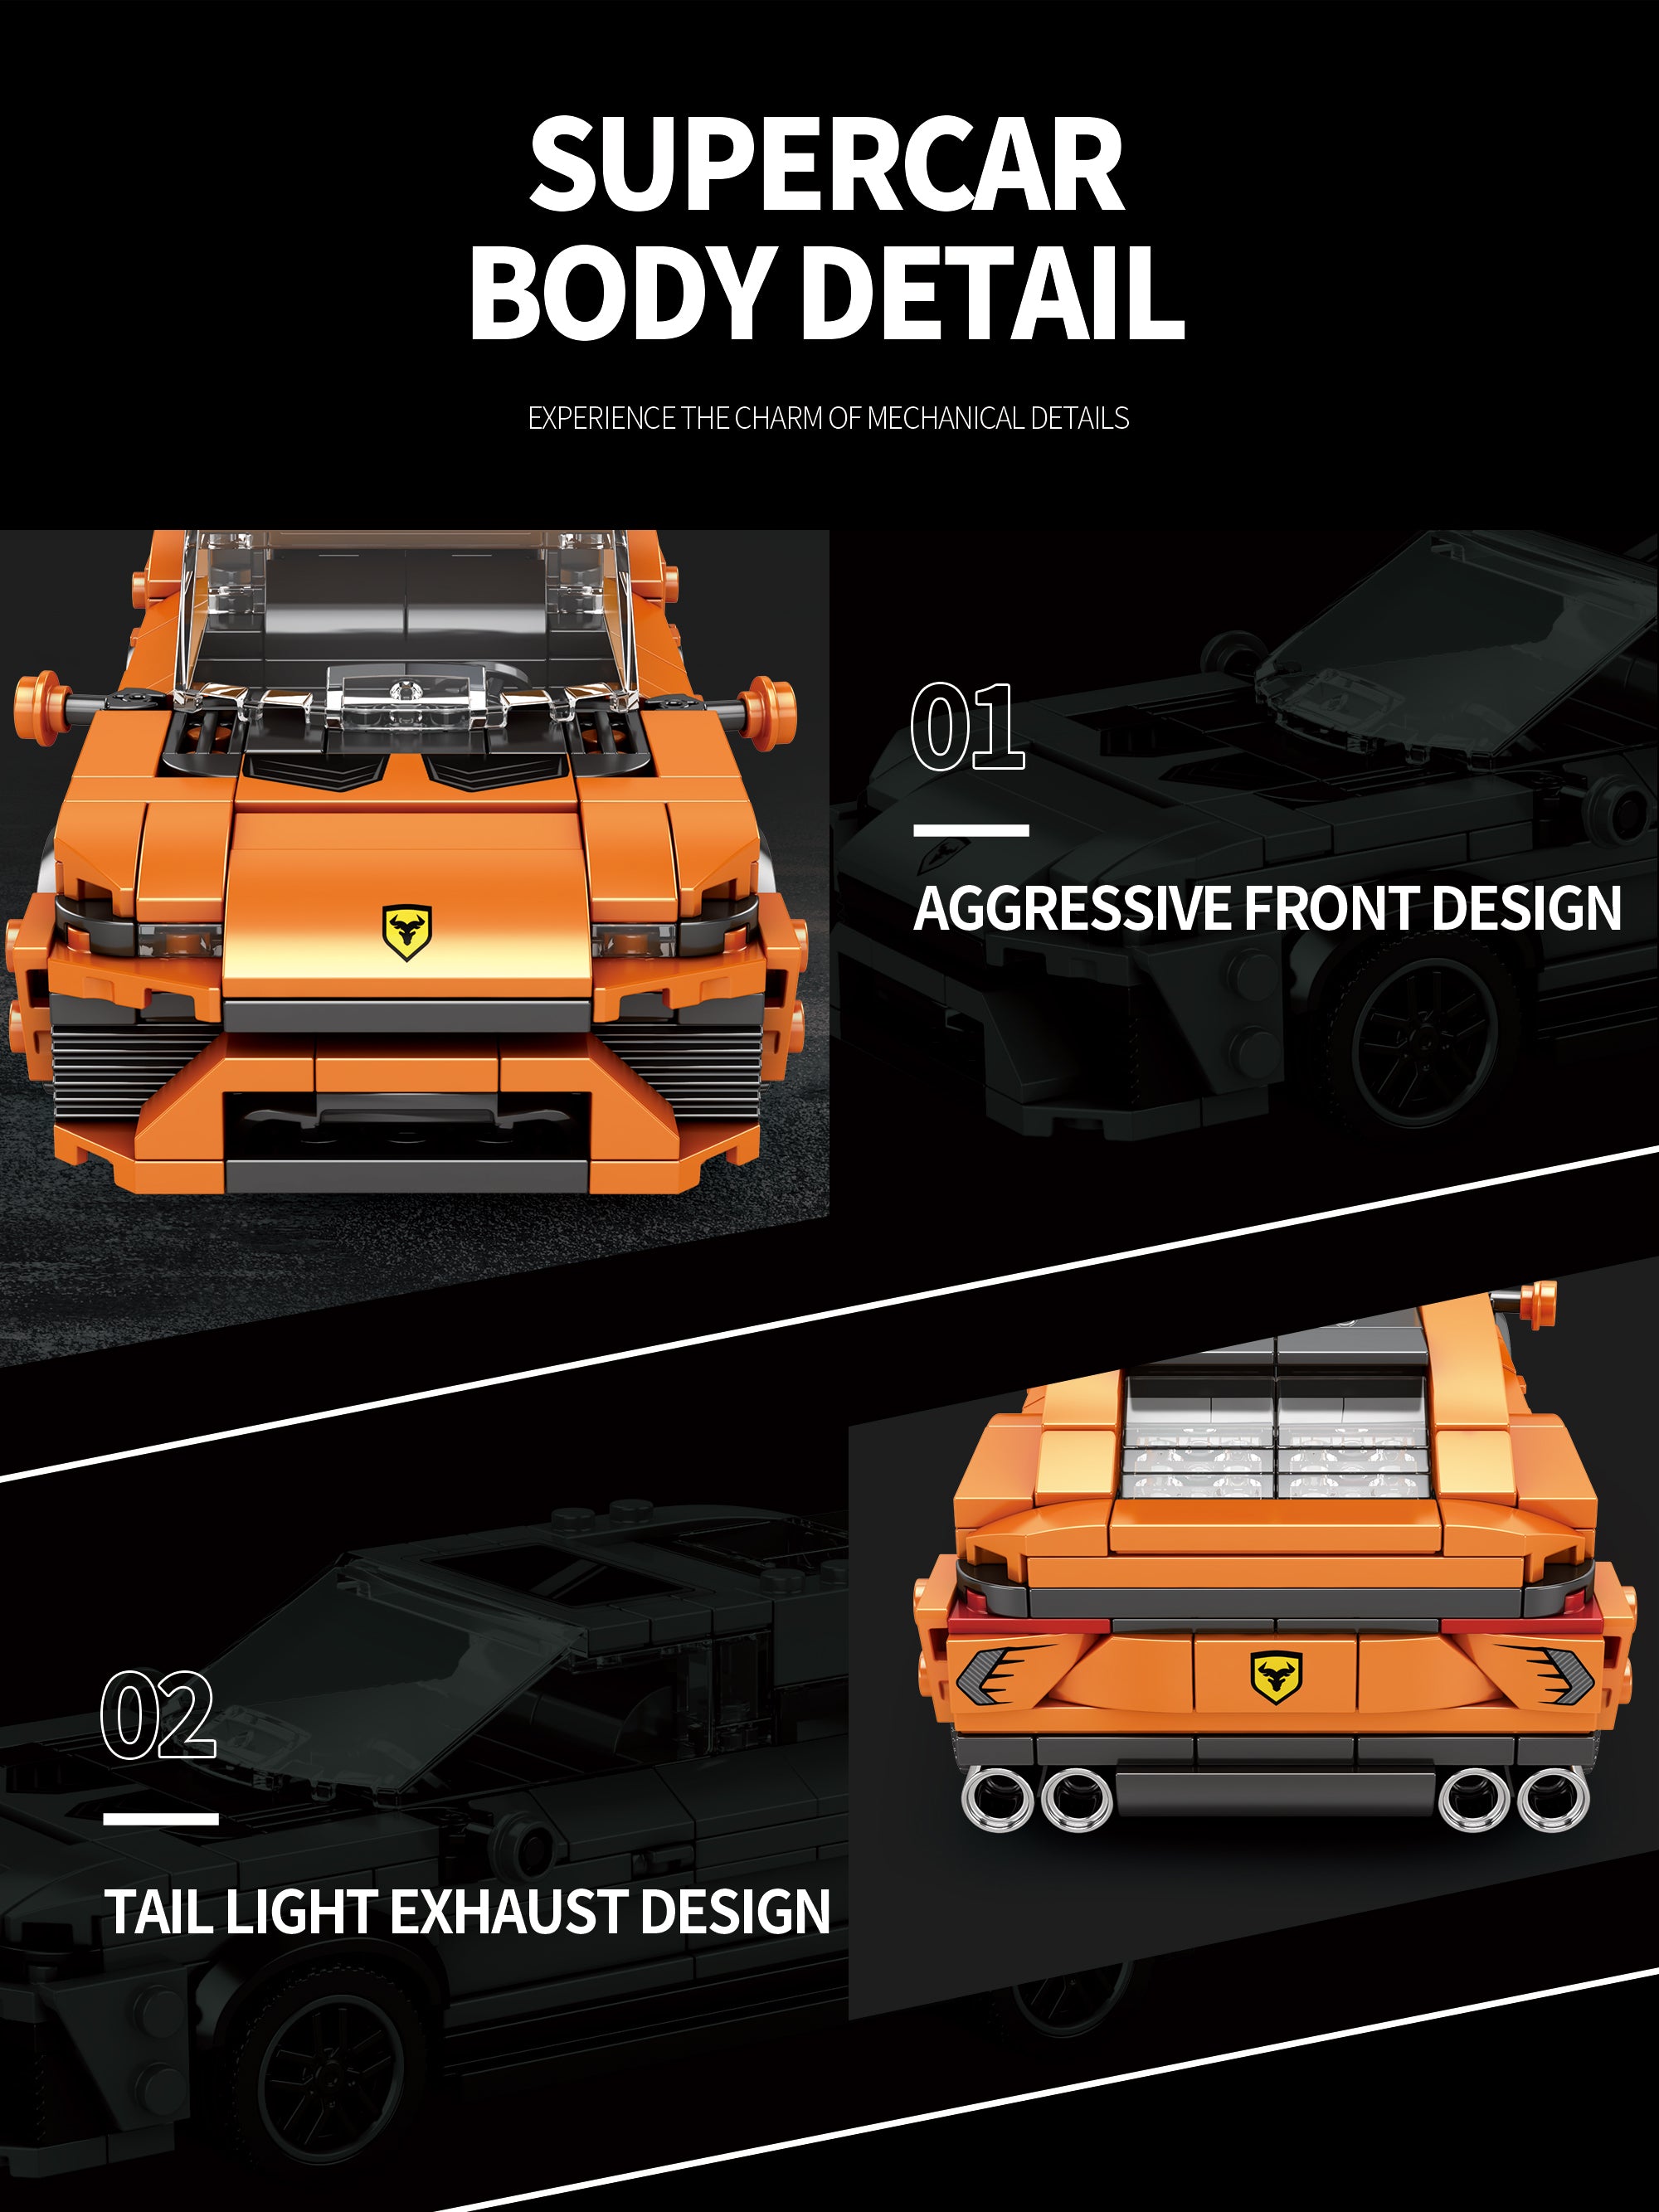 SUPERCAR
BODY DETAIL
EXPERIENCE THE CHARM OF MECHANICAL DETAILS
01
AGGRESSIVE FRONT DESIGN
02
TAIL LIGHT EXHAUST DESIGN